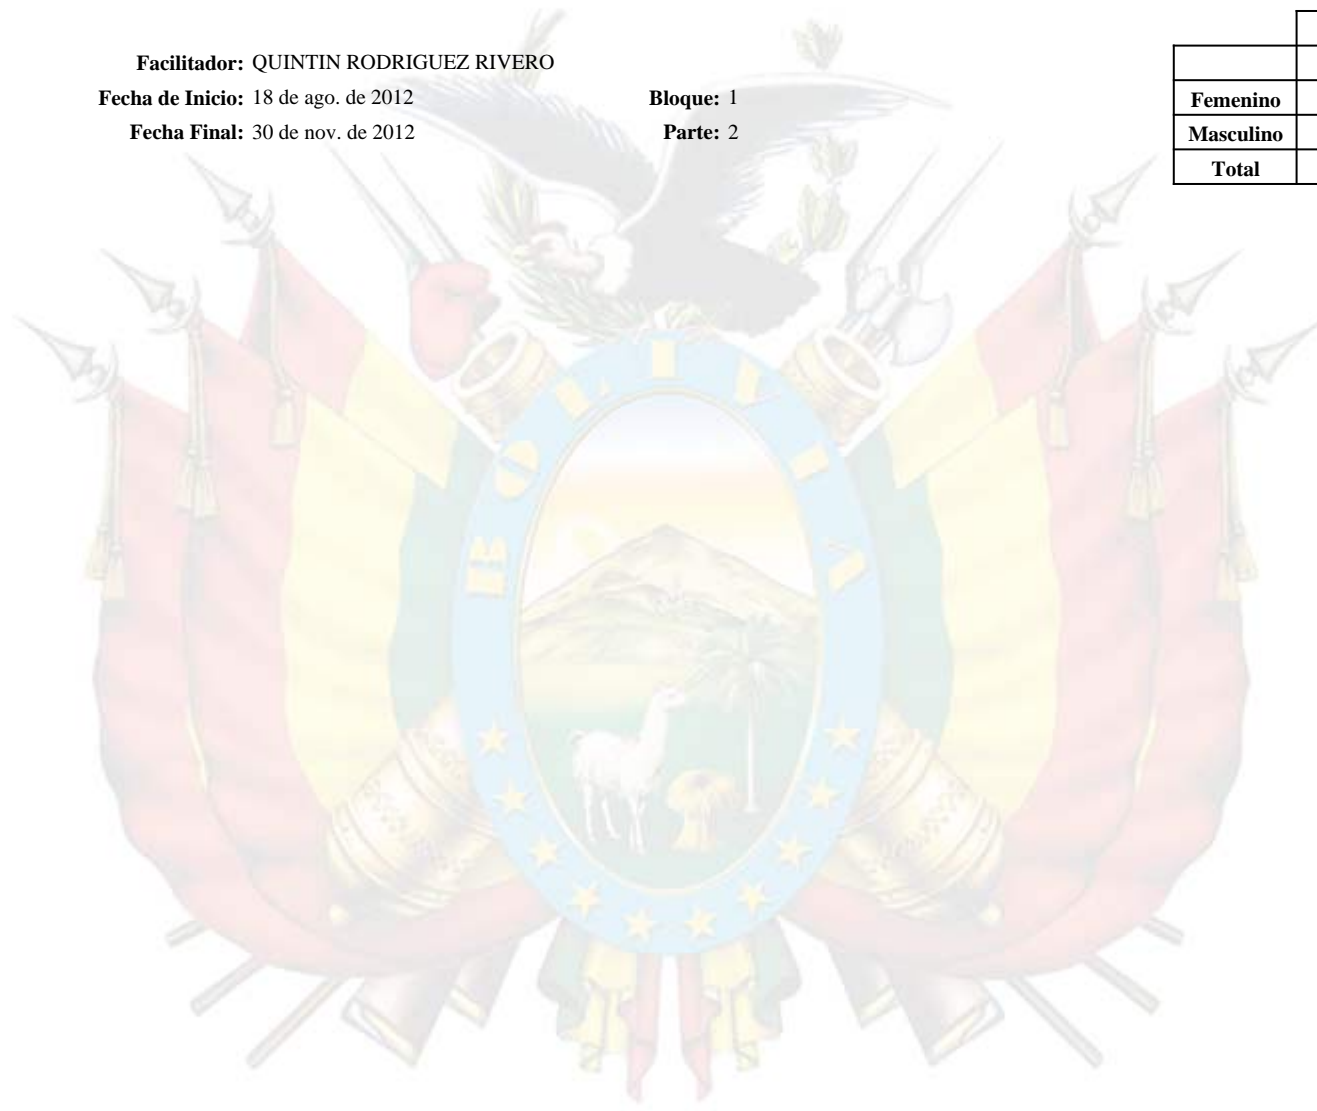 Facilitador: QUINTIN RODRIGUEZ RIVERO
Fecha de Inicio: 18 de ago. de 2012 Bloque: 1
Fecha Final: 30 de nov. de 2012 Parte: 2
Femenino
Masculino
Total
BOLIVIA